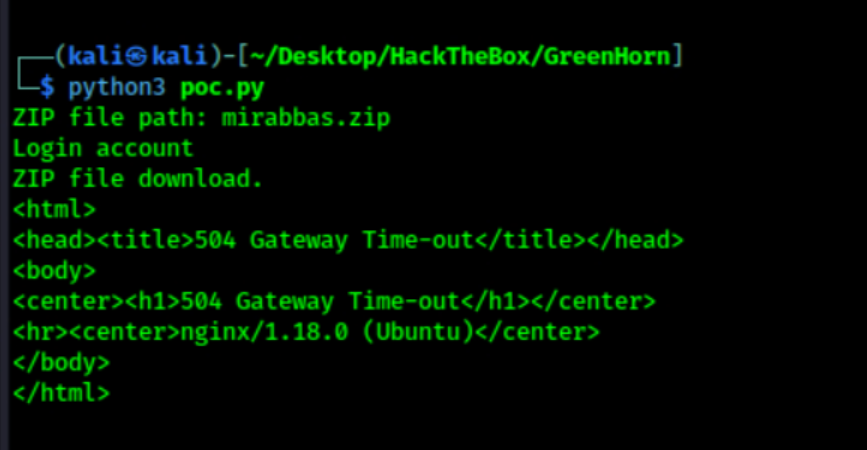 ┌──(kali㉿kali)-[~/Desktop/HackTheBox/GreenHorn]
└─$ python3 poc.py
ZIP file path: mirabbas.zip
Login account
ZIP file download.
<html>
<head><title>504 Gateway Time-out</title></head>
<body>
<center><h1>504 Gateway Time-out</h1></center>
<hr><center>nginx/1.18.0 (Ubuntu)</center>
</body>
</html>